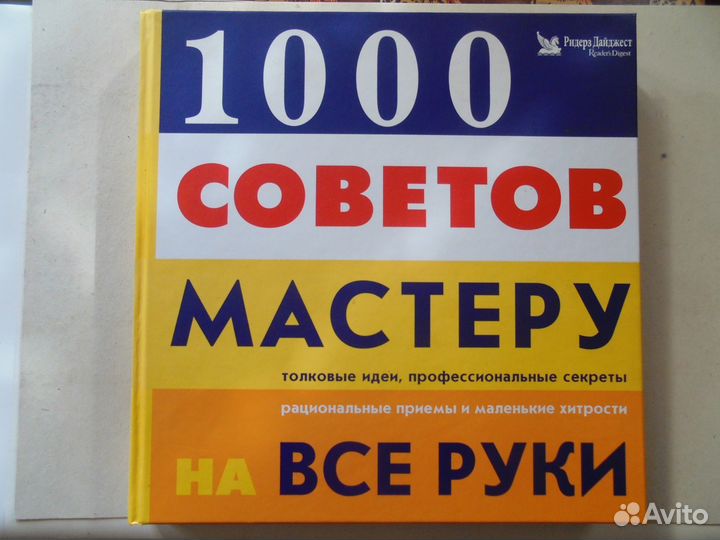 1000
Ридерз Дайджест
Reader's Digest
СОВЕТОВ
МАСТЕРУ
толковые идеи, профессиональные секреты
рациональные приемы и маленькие хитрости
НА ВСЕ РУКИ
Avito